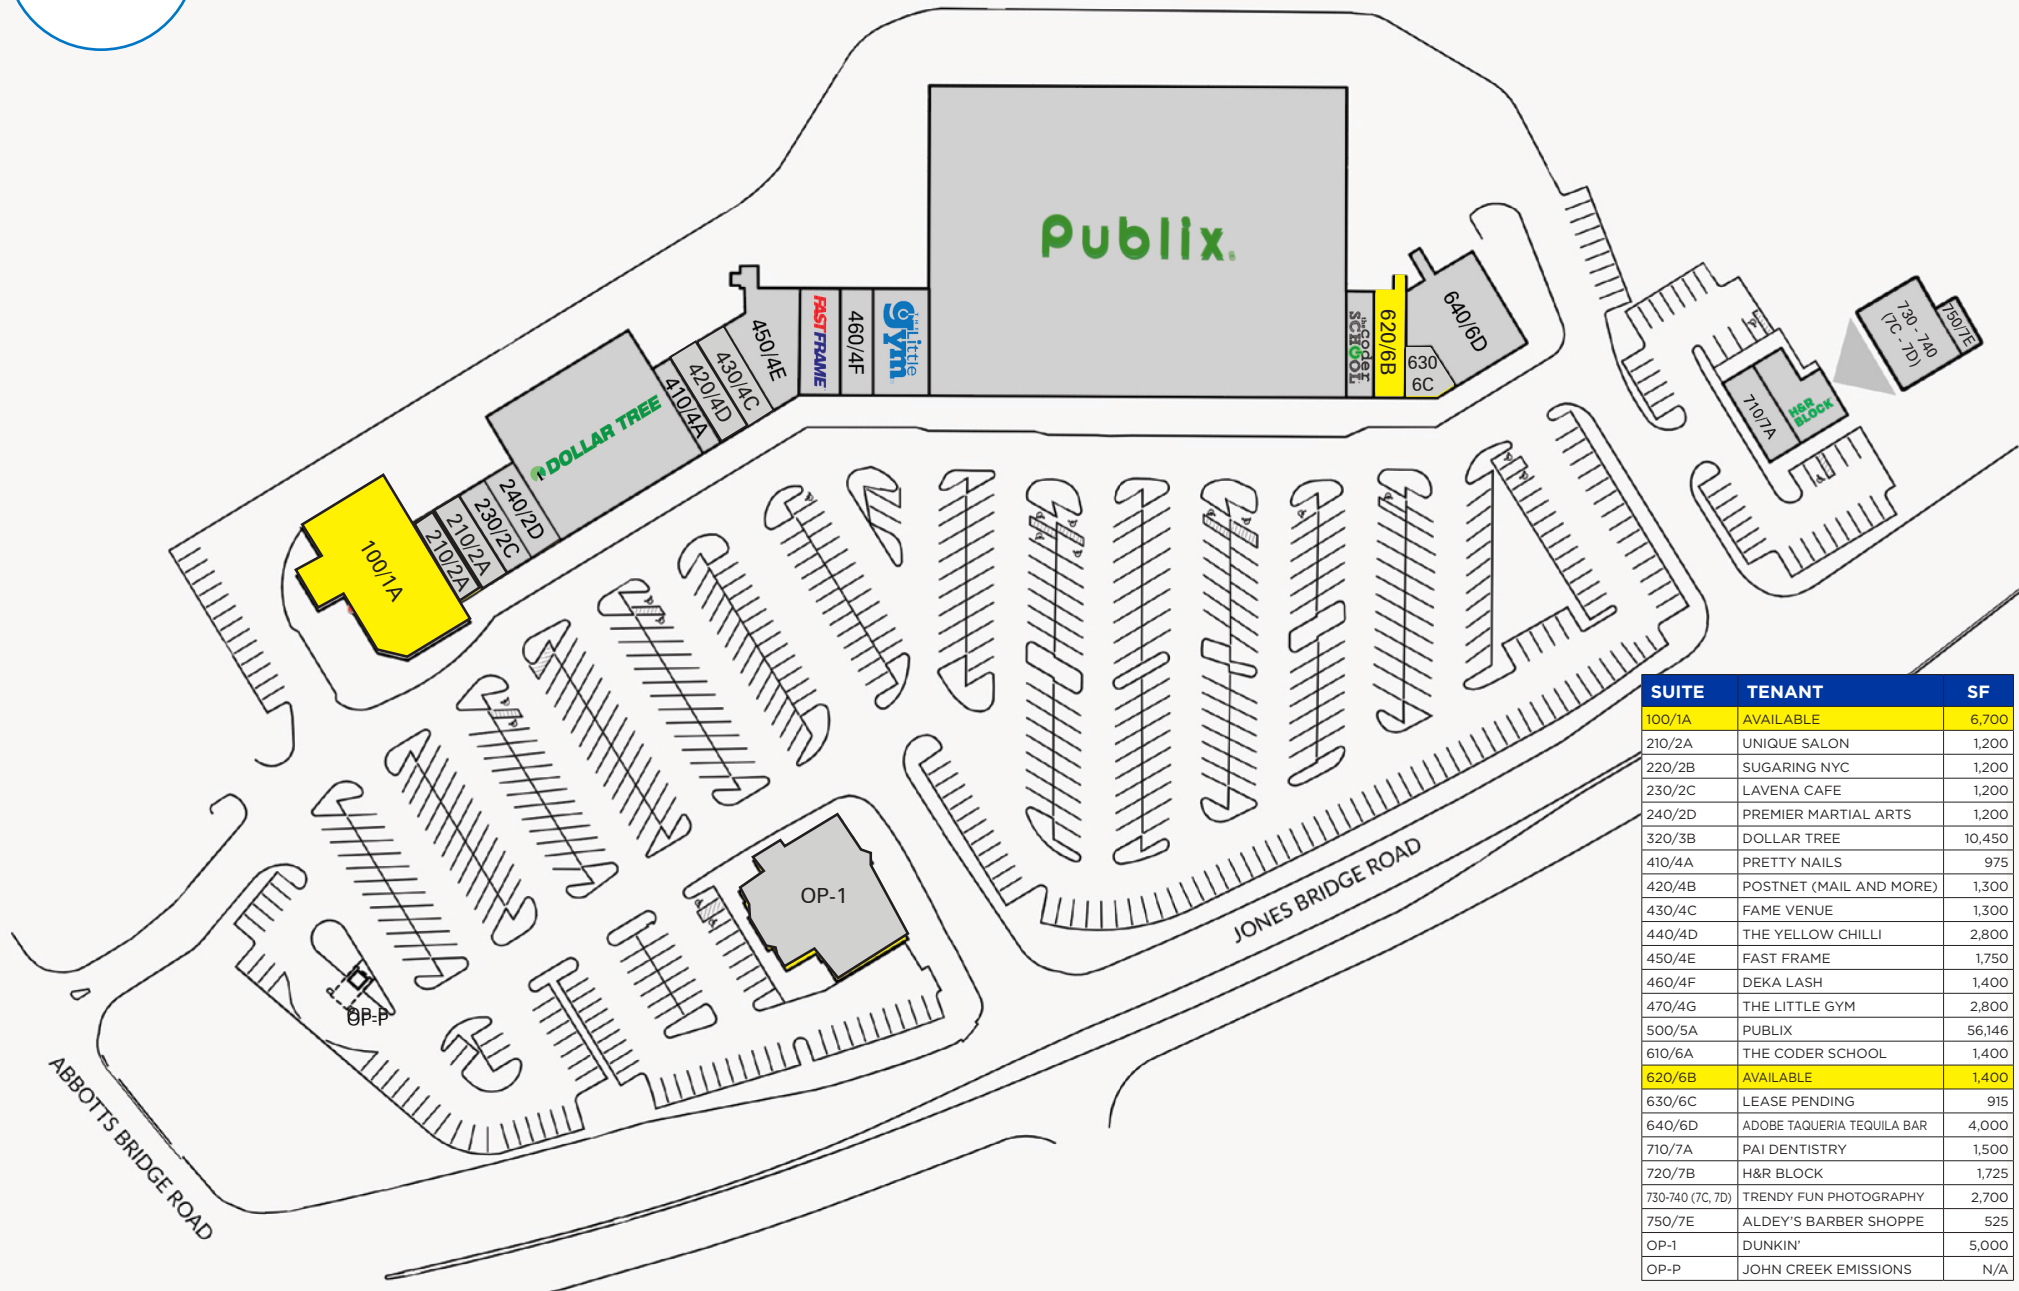 Publix.
THE Little gym
FASTFRAME
460/4F
450/4E
430/4C
420/4D
410/4A
DOLLAR TREE
240/2D
230/2C
210/2A
210/2A
100/1A
the coder SCHOOL
620/6B
630
6C
640/6D
730 - 740
(7C - 7D)
750/7E
710/7A
H&R
BLOCK
OP-1
OP-P
JONES BRIDGE ROAD
ABBOTTS BRIDGE ROAD
SUITE TENANT SF
100/1A AVAILABLE 6,700
210/2A UNIQUE SALON 1,200
220/2B SUGARING NYC 1,200
230/2C LAVENA CAFE 1,200
240/2D PREMIER MARTIAL ARTS 1,200
320/3B DOLLAR TREE 10,450
410/4A PRETTY NAILS 975
420/4B POSTNET (MAIL AND MORE) 1,300
430/4C FAME VENUE 1,300
440/4D THE YELLOW CHILLI 2,800
450/4E FAST FRAME 1,750
460/4F DEKA LASH 1,400
470/4G THE LITTLE GYM 2,800
500/5A PUBLIX 56,146
610/6A THE CODER SCHOOL 1,400
620/6B AVAILABLE 1,400
630/6C LEASE PENDING 915
640/6D ADOBE TAQUERIA TEQUILA BAR 4,000
710/7A PAI DENTISTRY 1,500
720/7B H&R BLOCK 1,725
730-740 (7C, 7D) TRENDY FUN PHOTOGRAPHY 2,700
750/7E ALDEY'S BARBER SHOPPE 525
OP-1 DUNKIN' 5,000
OP-P JOHN CREEK EMISSIONS N/A